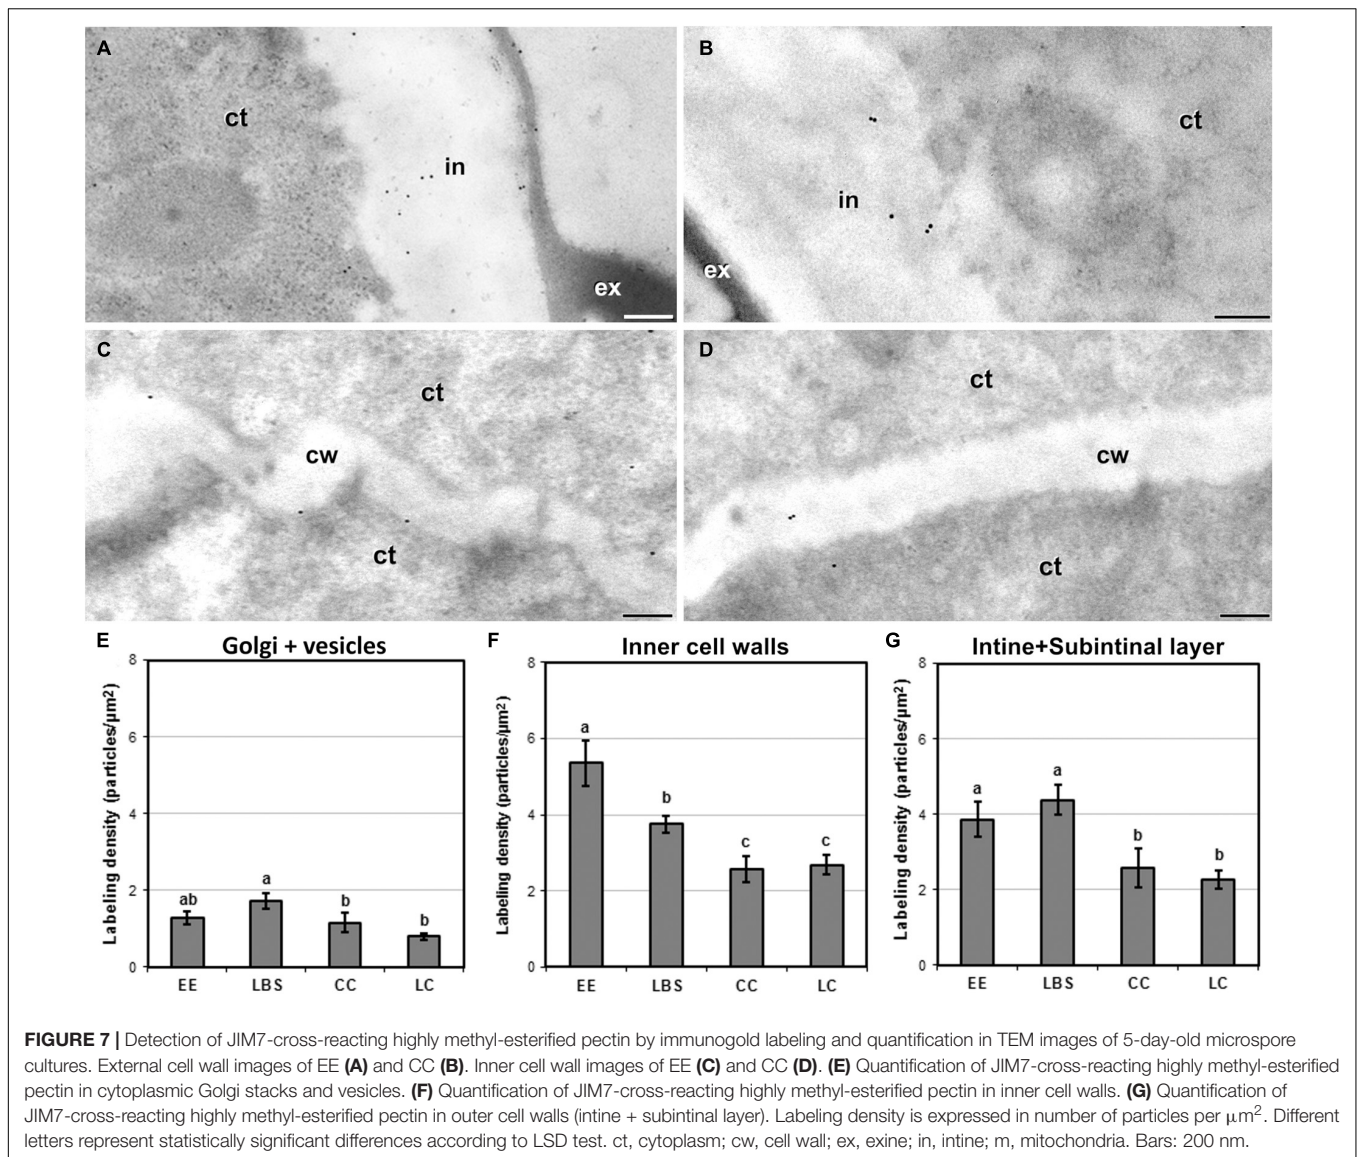 A
ct
in
ex
B
ct
in
ex
C
ct
cw
ct
D
ct
cw
ct
E
Golgi + vesicles
Labeling density (particles/µm2)
8
6
4
2
0
ab
a
b
b
EE LBS CC LC
F
Inner cell walls
Labeling density (particles/µm2)
8
6
4
2
0
a
b
c
c
EE LBS CC LC
G
Intine+Subintinal layer
Labeling density (particles/µm²)
8
6
4
2
0
a
a
b
b
EE LBS CC LC
FIGURE 7 | Detection of JIM7-cross-reacting highly methyl-esterified pectin by immunogold labeling and quantification in TEM images of 5-day-old microspore
cultures. External cell wall images of EE (A) and CC (B). Inner cell wall images of EE (C) and CC (D). (E) Quantification of JIM7-cross-reacting highly methyl-esterified
pectin in cytoplasmic Golgi stacks and vesicles. (F) Quantification of JIM7-cross-reacting highly methyl-esterified pectin in inner cell walls. (G) Quantification of
JIM7-cross-reacting highly methyl-esterified pectin in outer cell walls (intine + subintinal layer). Labeling density is expressed in number of particles per µm². Different
letters represent statistically significant differences according to LSD test. ct, cytoplasm; cw, cell wall; ex, exine; in, intine; m, mitochondria. Bars: 200 nm.